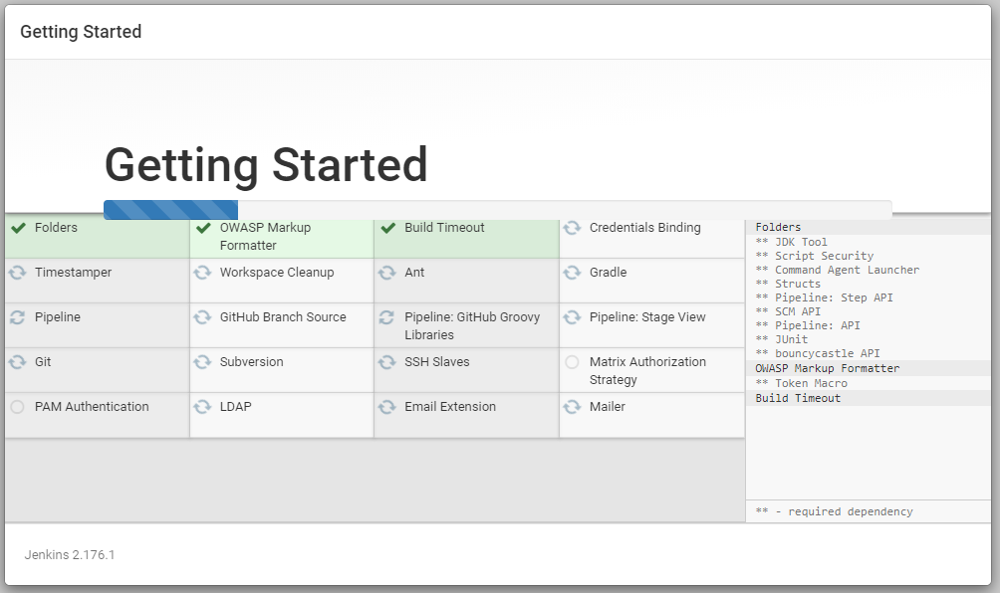 Getting Started
Getting Started
Folders
OWASP Markup
Formatter
Build Timeout
Credentials Binding
Timestamper
Workspace Cleanup
Ant
Gradle
Pipeline
GitHub Branch Source
Pipeline: GitHub Groovy
Libraries
Pipeline: Stage View
Git
Subversion
SSH Slaves
Matrix Authorization
Strategy
PAM Authentication
LDAP
Email Extension
Mailer
Folders
** JDK Tool
** Script Security
** Command Agent Launcher
** Structs
** Pipeline: Step API
** SCM API
** Pipeline: API
** JUnit
** bouncycastle API
OWASP Markup Formatter
** Token Macro
Build Timeout
** - required dependency
Jenkins 2.176.1